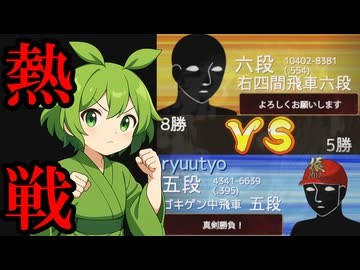 熱戦
六段 10402-8381
(.554)
右四間飛車六段
よろしくお願いします
8勝
VS
5勝
ryuutyo
五段 4341-6639
(.395)
ゴキゲン中飛車 五段
真剣勝負!
2017